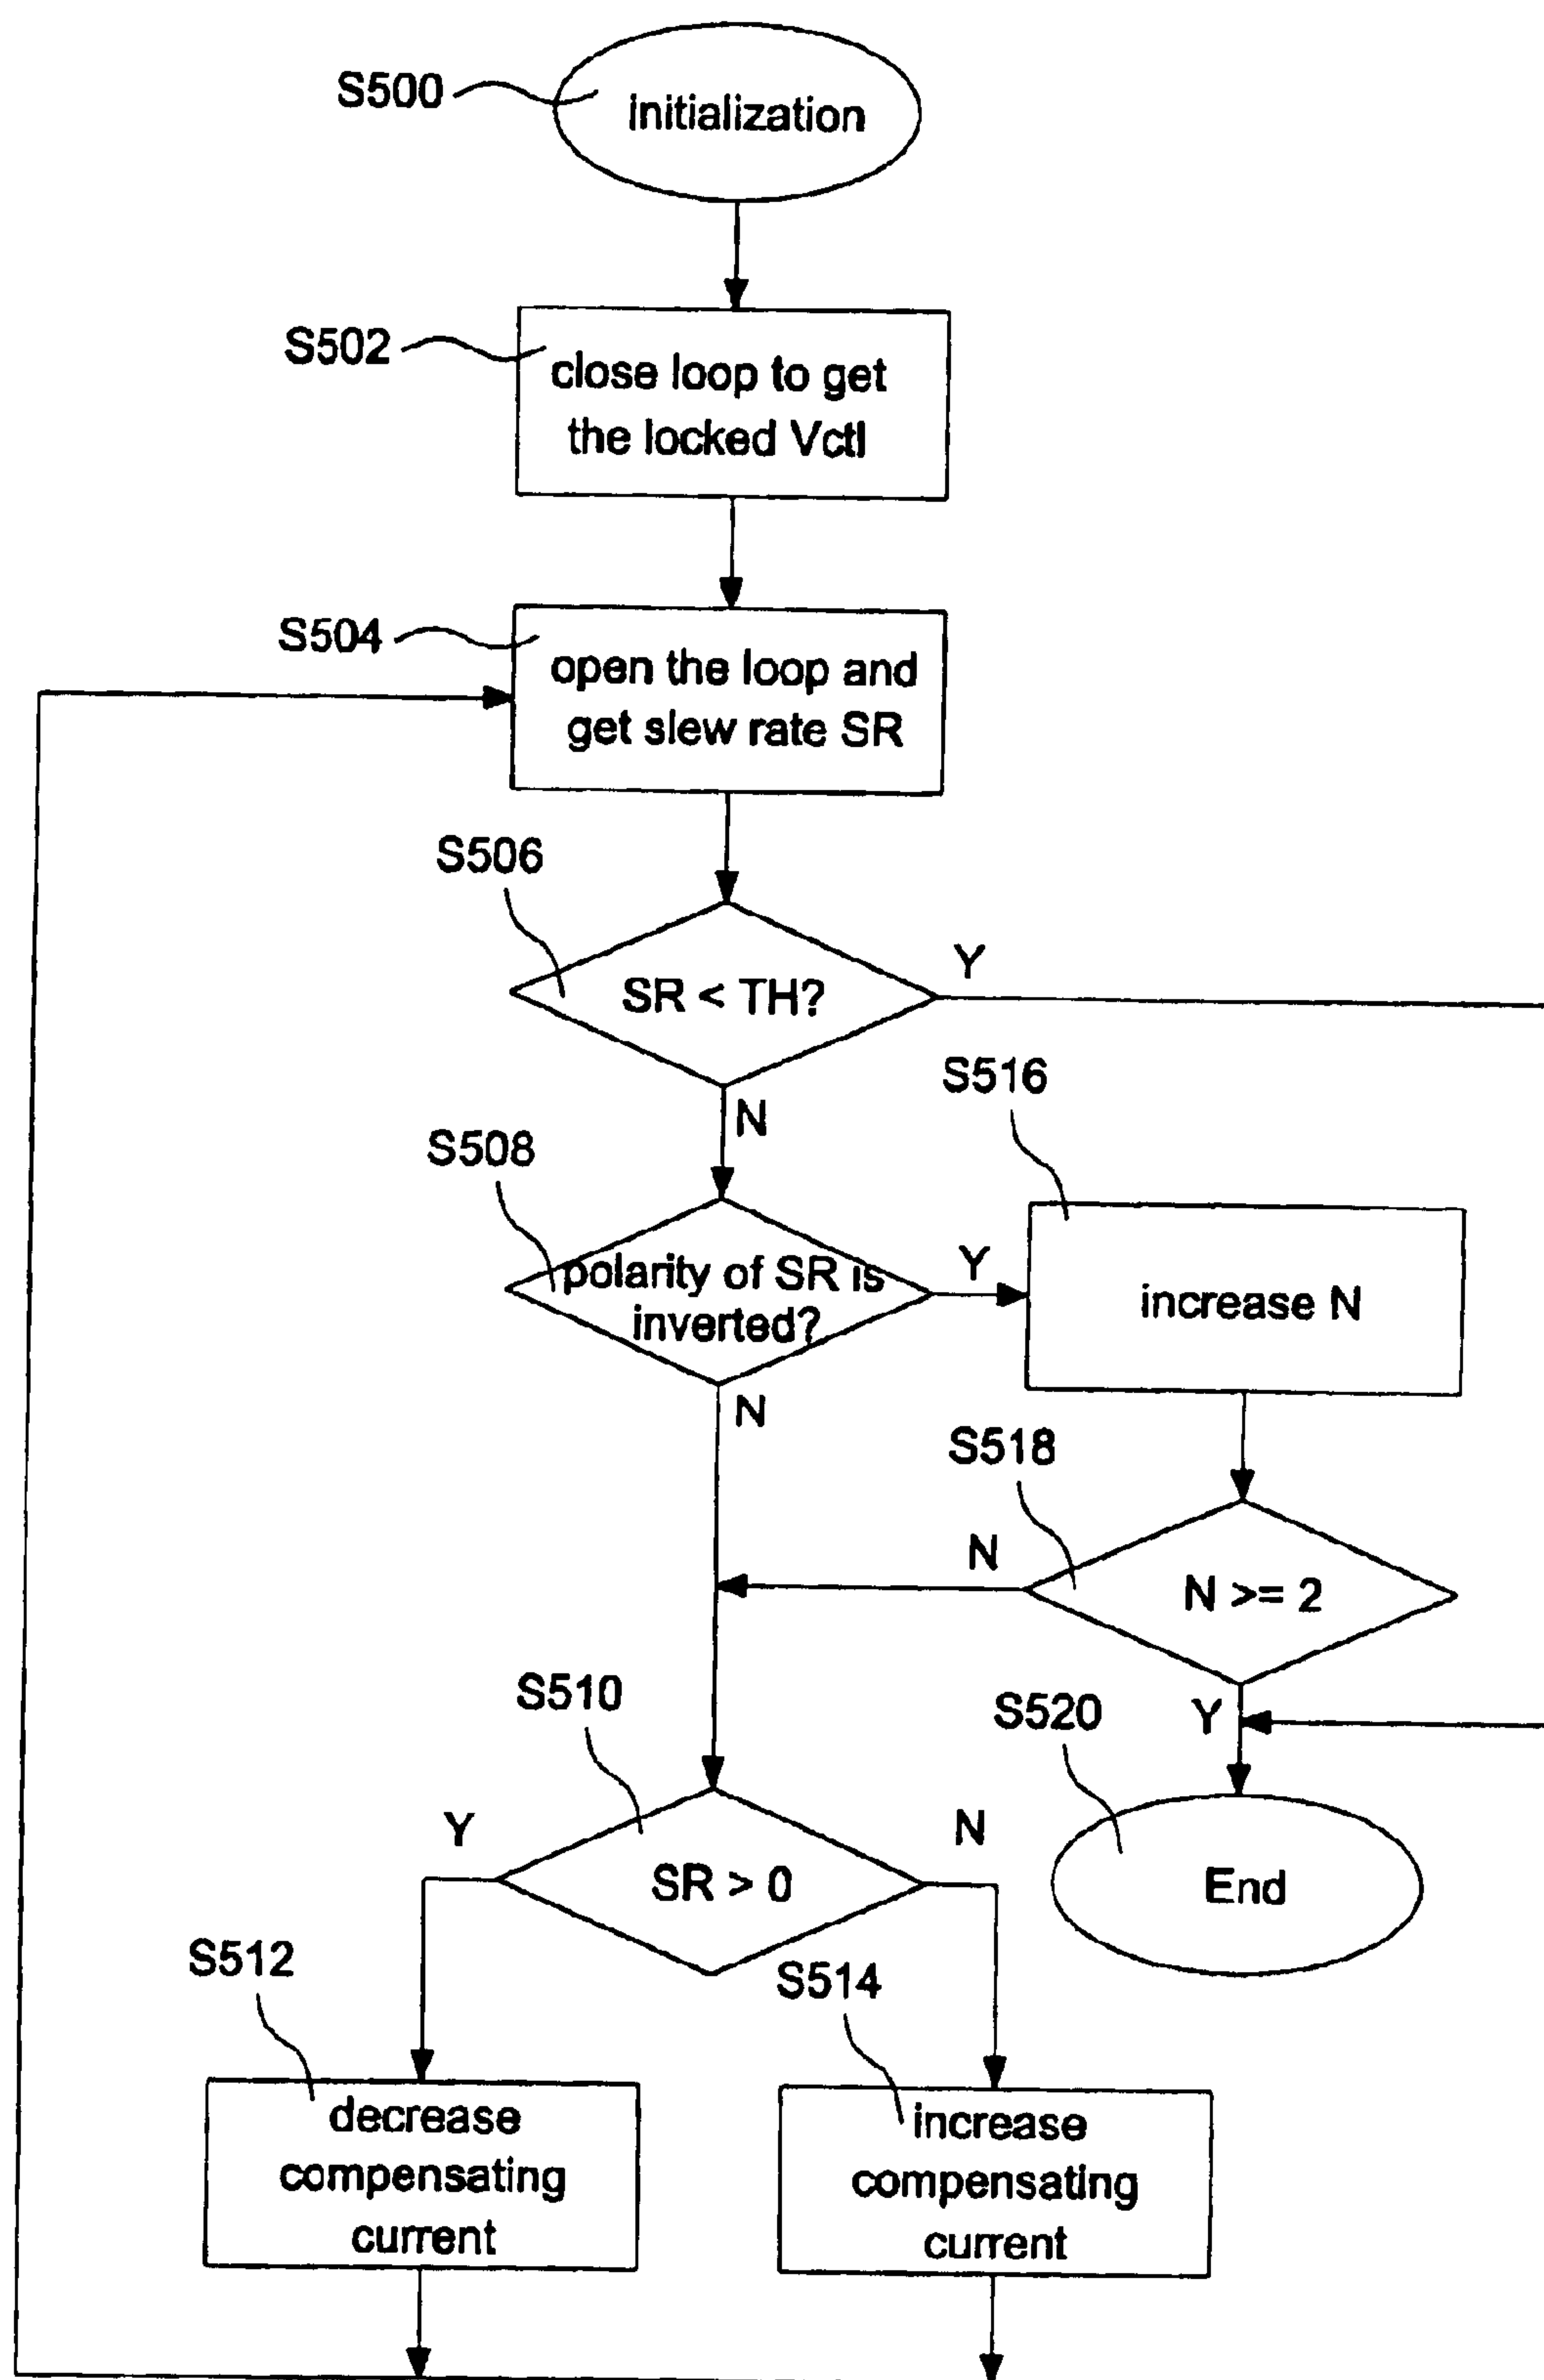 S500
initialization
S502
close loop to get
the locked Vctl
S504
open the loop and
get slew rate SR
S506
SR < TH?
Y
N
S516
S508
polarity of SR is
inverted?
Y
increase N
N
S518
N
N >= 2
S510
S520
Y
Y
SR > 0
N
End
S512
S514
decrease
compensating
current
increase
compensating
current